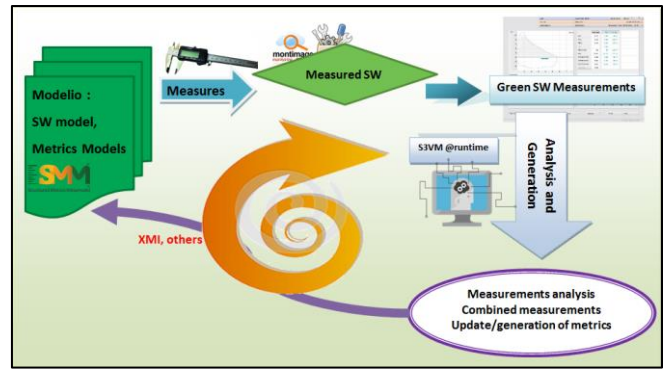 Modelio :
SW model,
Metrics Models
SMM
Measures
montimage
Measured SW
Green SW Measurements
S3VM @runtime
Analysis and
Generation
XMI, others
Measurements analysis
Combined measurements
Update/generation of metrics